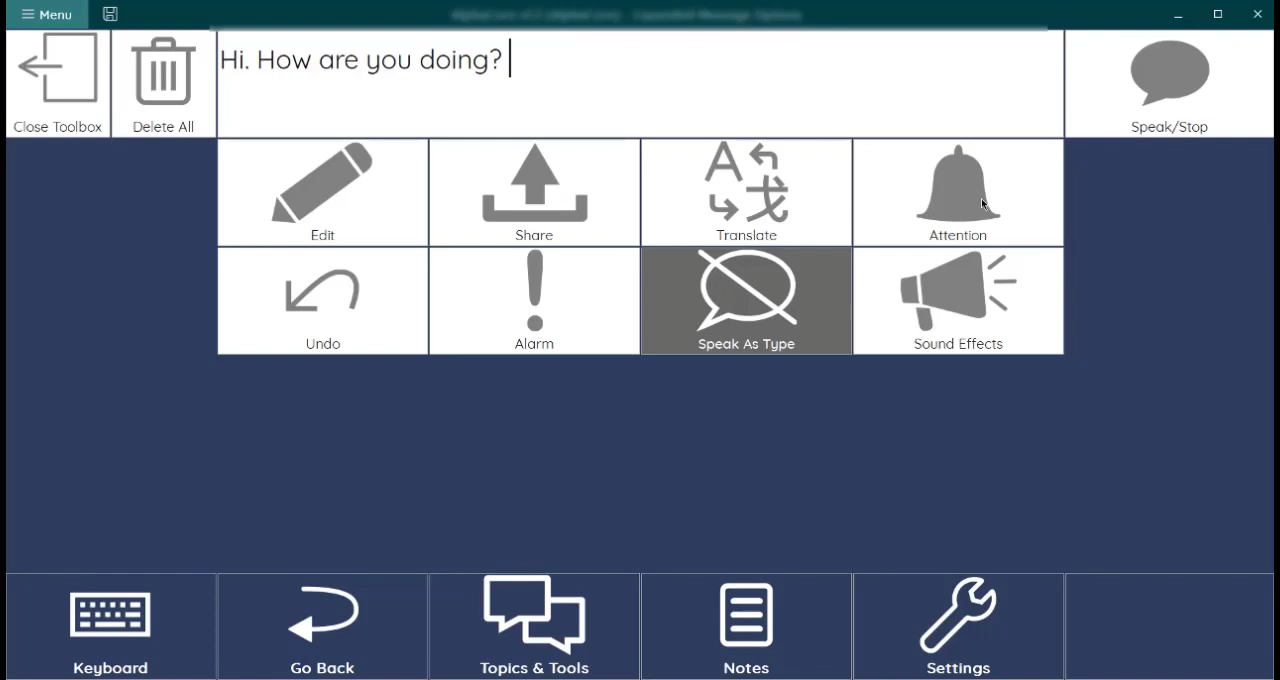 Menu
Hi. How are you doing?
Close Toolbox
Delete All
Speak/Stop
Edit
Share
Translate
Attention
Undo
Alarm
Speak As Type
Sound Effects
Keyboard
Go Back
Topics & Tools
Notes
Settings